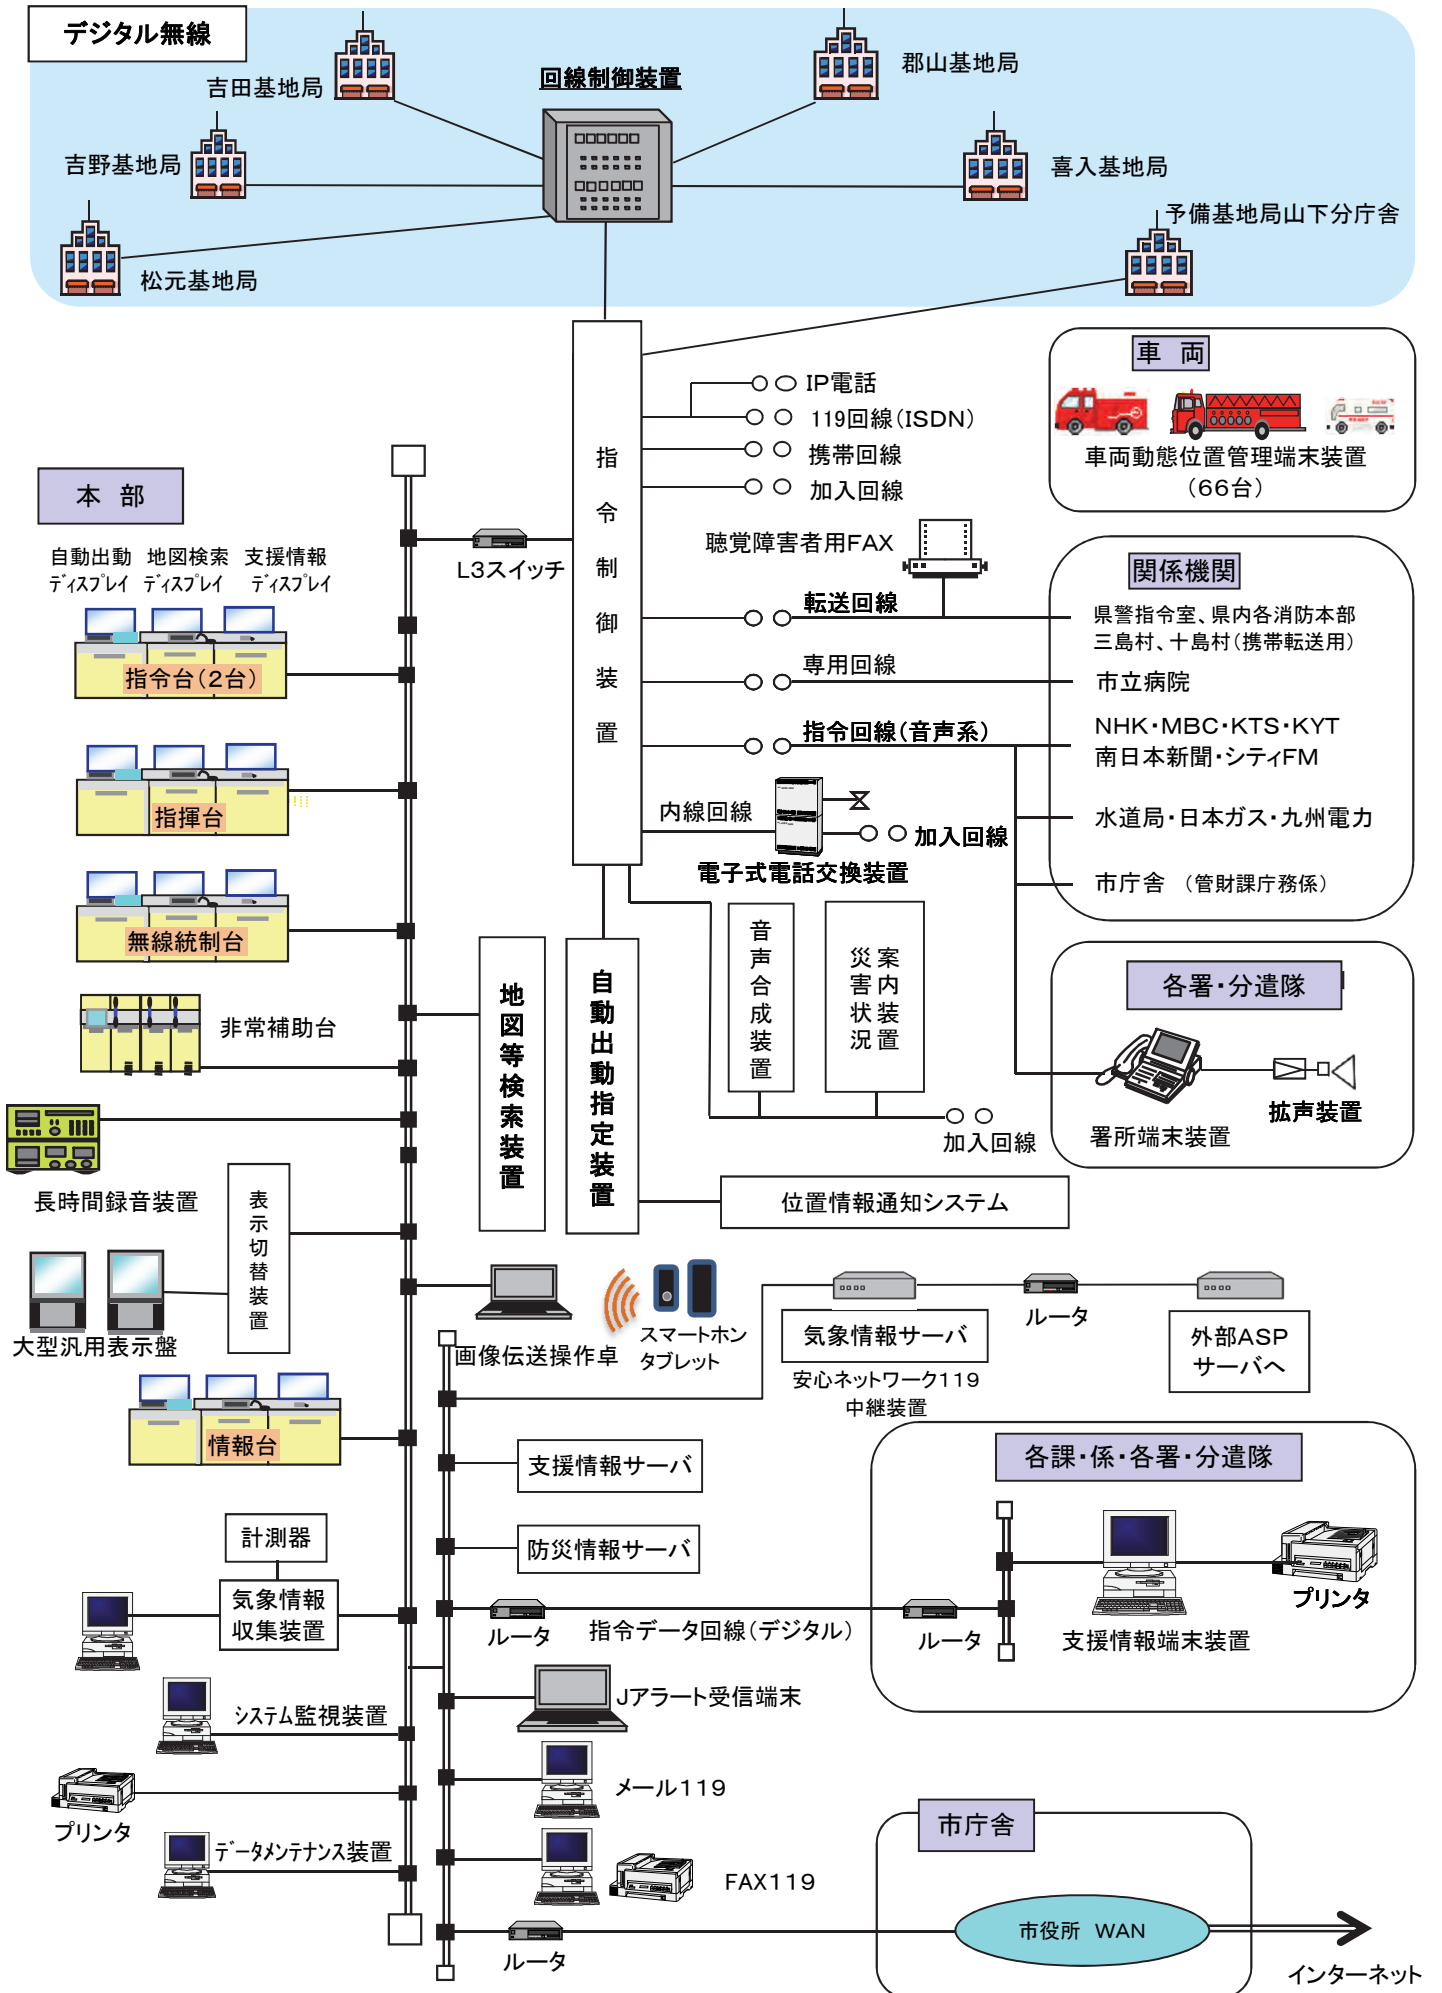 デジタル無線
吉田基地局
回線制御装置
郡山基地局
吉野基地局
喜入基地局
予備基地局山下分庁舎
松元基地局
指令制御装置
IP電話
119回線(ISDN)
携帯回線
加入回線
車 両
車両動態位置管理端末装置
(66台)
本 部
自動出動
ディスプレイ
地図検索
ディスプレイ
支援情報
ディスプレイ
指令台(2台)
L3スイッチ
聴覚障害者用FAX
転送回線
専用回線
指令回線(音声系)
関係機関
県警指令室、県内各消防本部
三島村、十島村(携帯転送用)
市立病院
NHK・MBC・KTS・KYT
南日本新聞・シティFM
水道局・日本ガス・九州電力
市庁舎 (管財課庁務係)
指揮台
内線回線
加入回線
電子式電話交換装置
無線統制台
非常補助台
地図等検索装置
自動出動指定装置
音声合成装置
災害状況
案内装置
加入回線
各署・分遣隊
署所端末装置
拡声装置
長時間録音装置
表示切替装置
大型汎用表示盤
位置情報通知システム
画像伝送操作卓
スマートホン
タブレット
気象情報サーバ
安心ネットワーク119
中継装置
ルータ
外部ASP
サーバへ
情報台
支援情報サーバ
防災情報サーバ
各課・係・各署・分遣隊
計測器
気象情報
収集装置
ルータ
指令データ回線(デジタル)
ルータ
支援情報端末装置
プリンタ
システム監視装置
Jアラート受信端末
プリンタ
メール119
データメンテナンス装置
FAX119
市庁舎
ルータ
市役所 WAN
インターネット